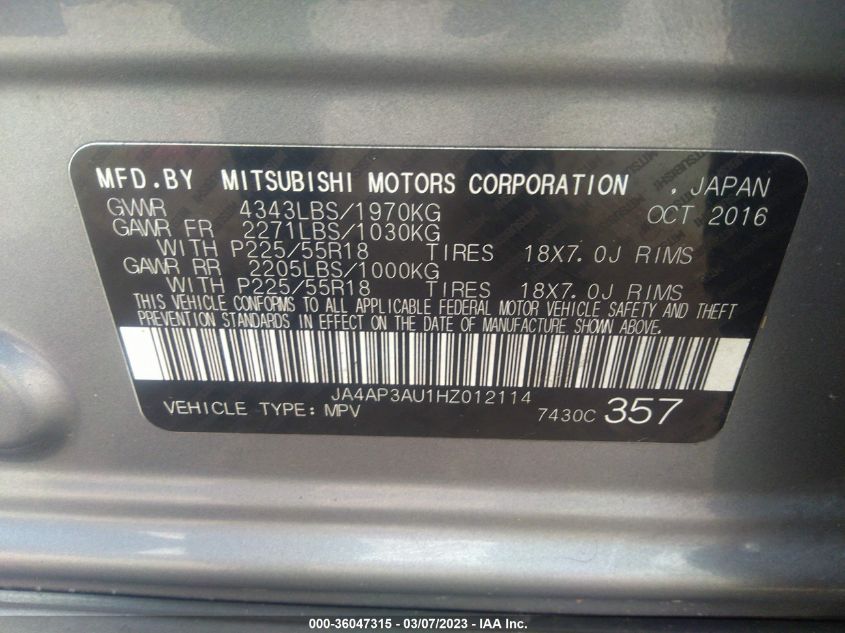 MFD.BY MITSUBISHI MOTORS CORPORATION . JAPAN
GVWR 4343LBS/1970KG OCT 2016
GAWR FR 2271LBS/1030KG
WITH P225/55R18 TIRES 18X7.0J RIMS
GAWR RR 2205LBS/1000KG
WITH P225/55R18 TIRES 18X7.0J RIMS
THIS VEHICLE CONFORMS TO ALL APPLICABLE FEDERAL MOTOR VEHICLE SAFETY AND THEFT
PREVENTION STANDARDS IN EFFECT ON THE DATE OF MANUFACTURE SHOWN ABOVE.
JA4AP3AU1HZ012114
VEHICLE TYPE: MPV 7430C 357
000-36047315 - 03/07/2023 - IAA Inc.